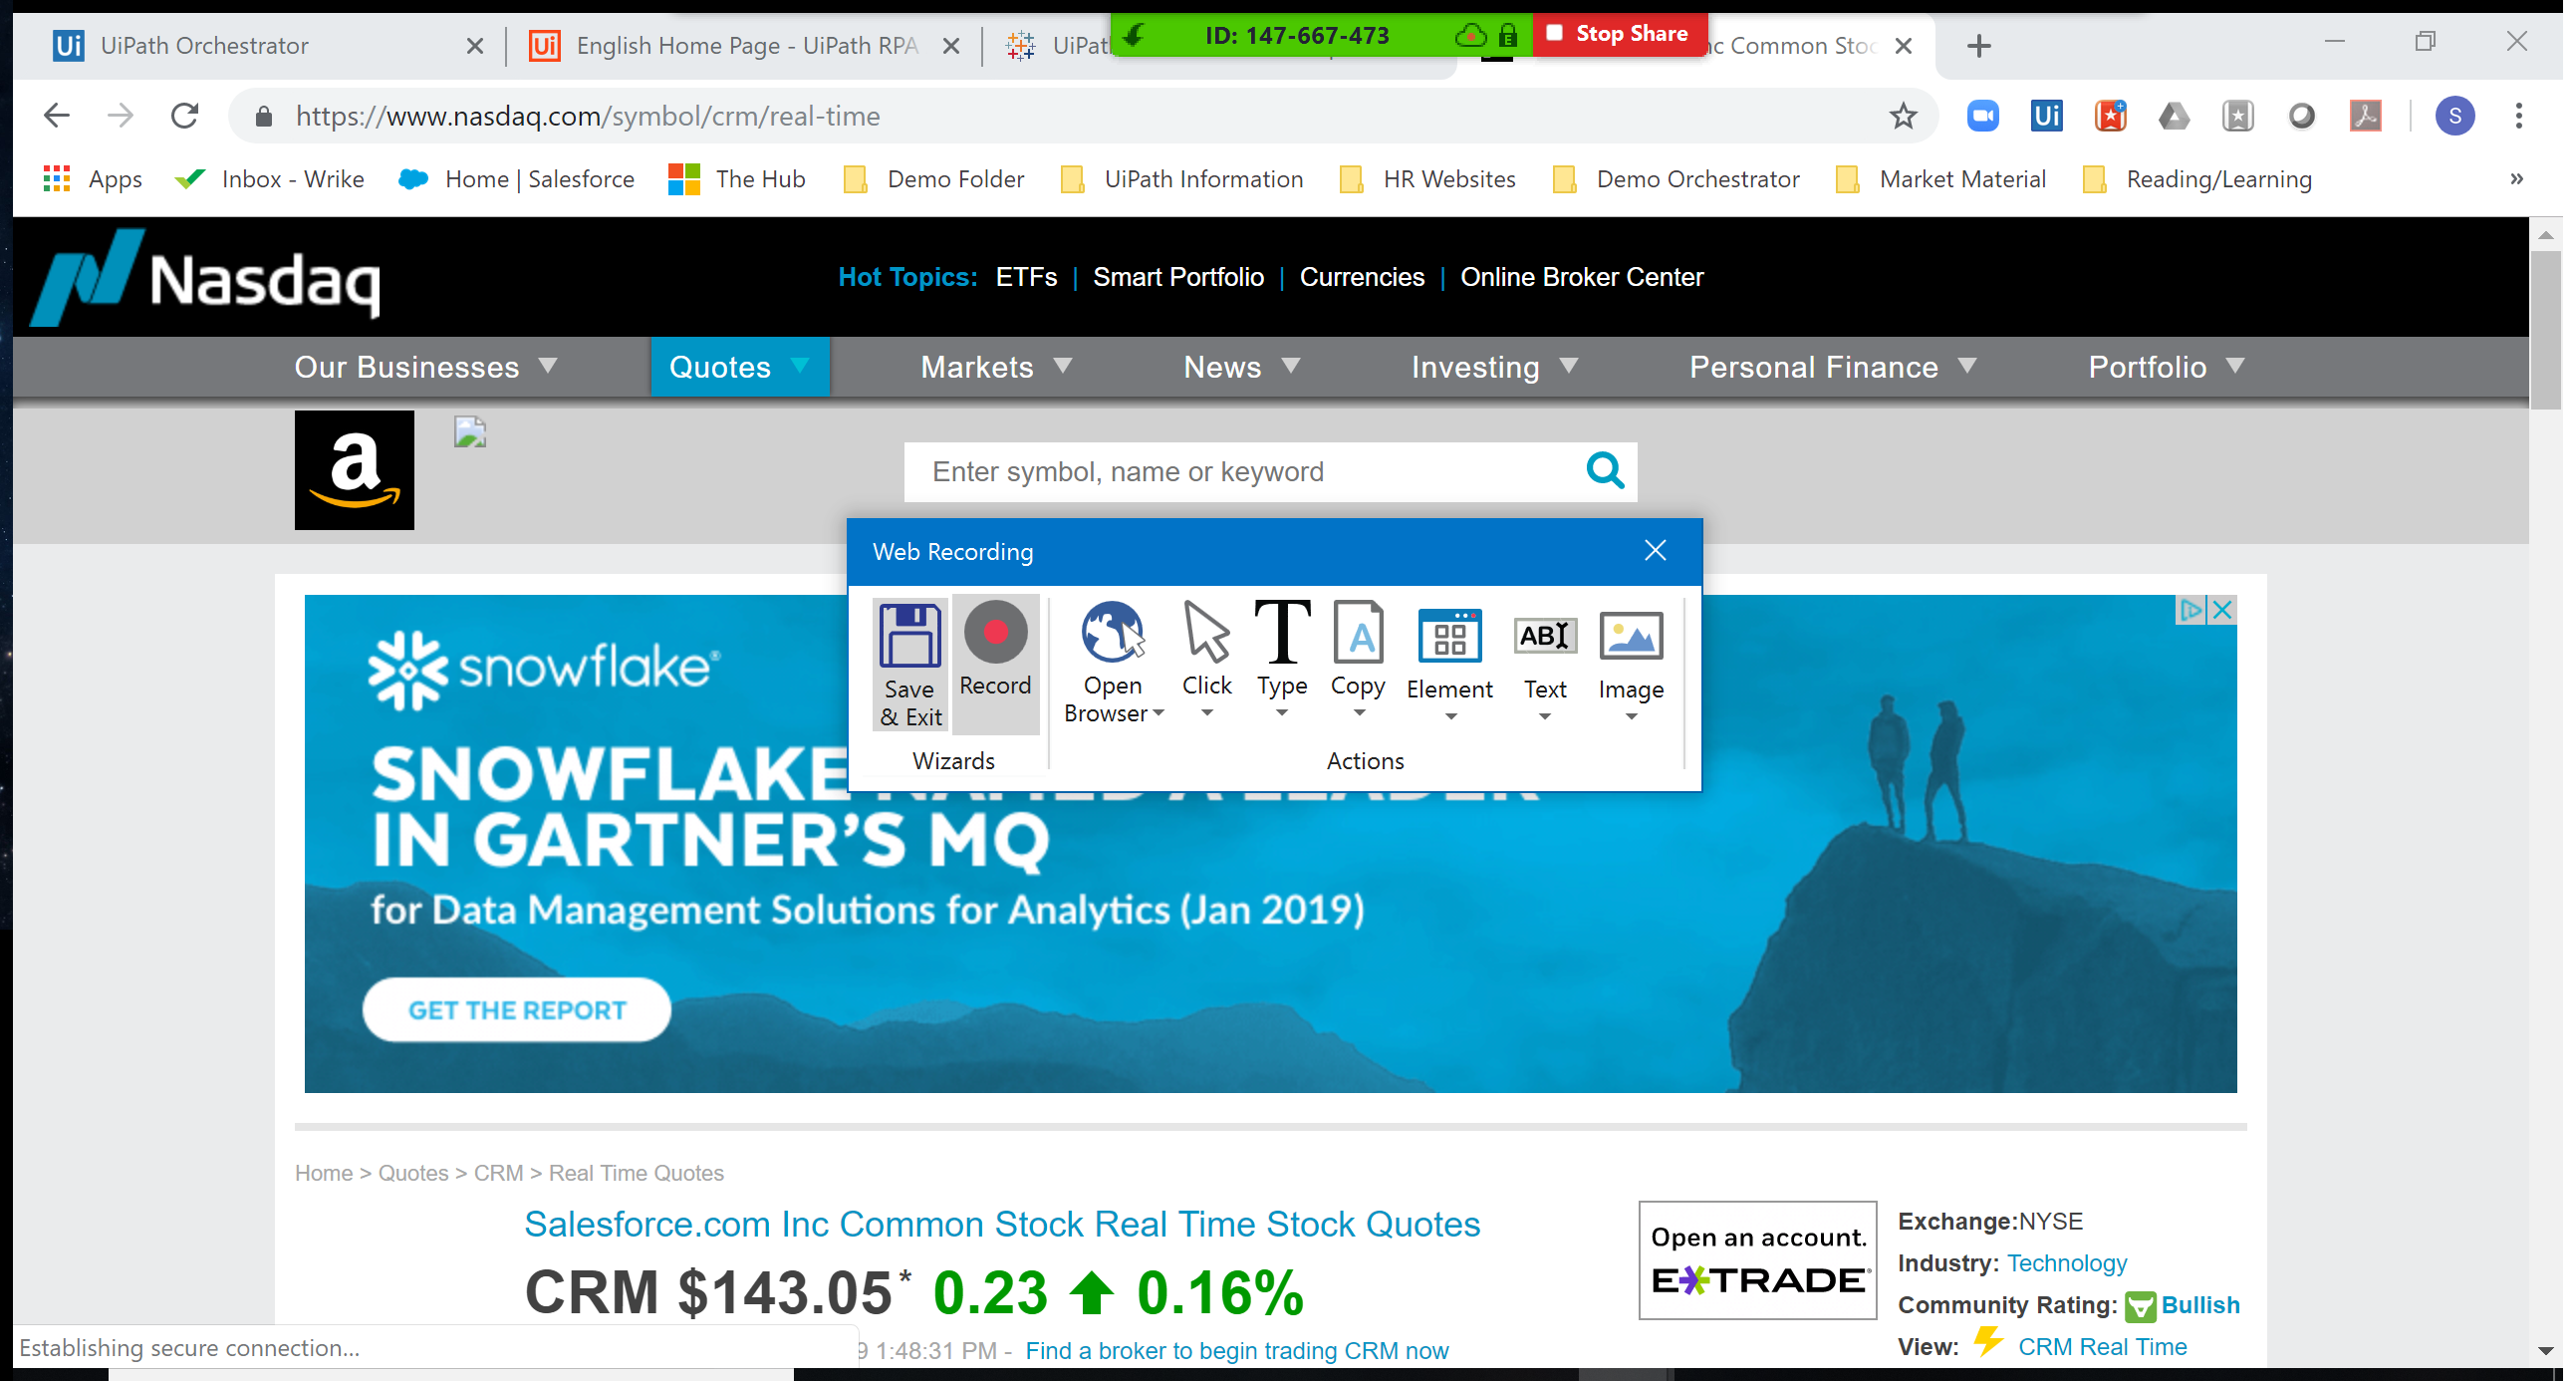 UiPath Orchestrator
English Home Page - UiPath RPA
ID: 147-667-473
Stop Share
Common Stoc
https://www.nasdaq.com/symbol/crm/real-time
S
Apps
Inbox - Wrike
Home | Salesforce
The Hub
Demo Folder
UiPath Information
HR Websites
Demo Orchestrator
Market Material
Reading/Learning
»
Nasdaq
Hot Topics: ETFs | Smart Portfolio | Currencies | Online Broker Center
Our Businesses
Quotes
Markets
News
Investing
Personal Finance
Portfolio
Enter symbol, name or keyword
Web Recording
Save
& Exit
Record
Open
Browser
Click
Type
Copy
Element
Text
Image
Wizards
Actions
snowflake®
SNOWFLAKE
IN GARTNER'S MQ
for Data Management Solutions for Analytics (Jan 2019)
GET THE REPORT
Home > Quotes > CRM > Real Time Quotes
Salesforce.com Inc Common Stock Real Time Stock Quotes
CRM $143.05* 0.23 0.16%
1:48:31 PM - Find a broker to begin trading CRM now
Open an account.
E*TRADE
Exchange:NYSE
Industry: Technology
Community Rating: Bullish
View: CRM Real Time
Establishing secure connection...